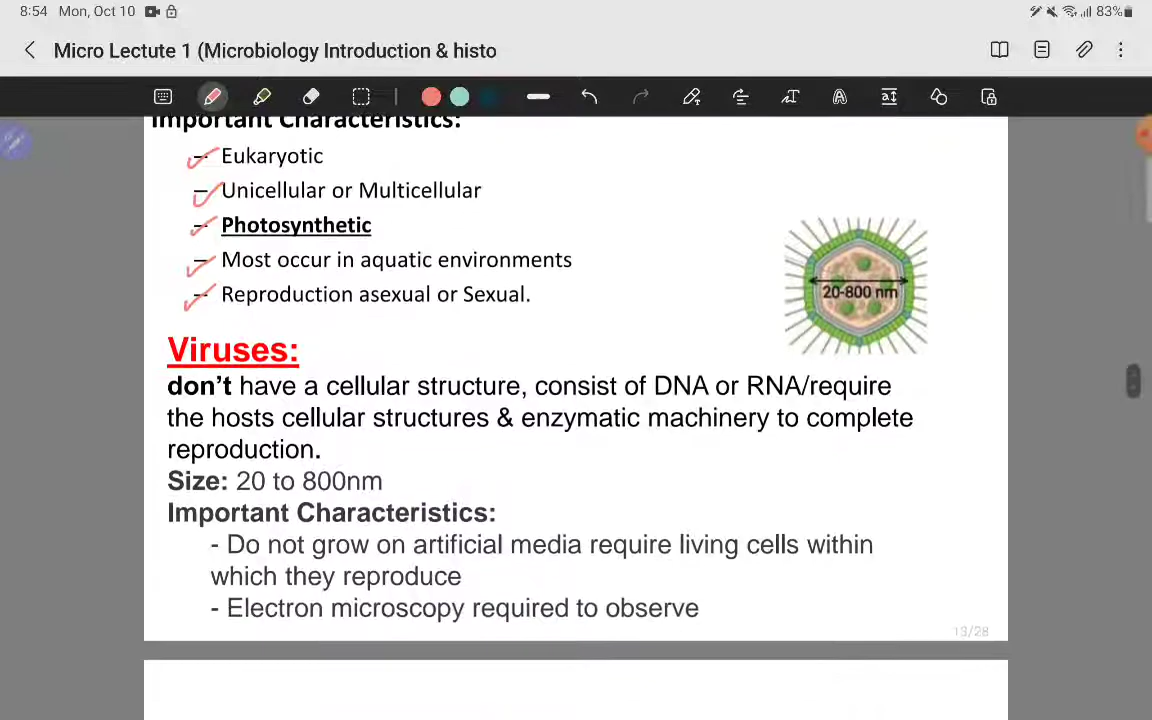 8:54 Mon, Oct 10 83%
Micro Lectute 1 (Microbiology Introduction & histo
Important Characteristics:
– Eukaryotic
– Unicellular or Multicellular
– Photosynthetic
– Most occur in aquatic environments
– Reproduction asexual or Sexual.
20-800 nm
Viruses:
don't have a cellular structure, consist of DNA or RNA/require
the hosts cellular structures & enzymatic machinery to complete
reproduction.
Size: 20 to 800nm
Important Characteristics:
- Do not grow on artificial media require living cells within
which they reproduce
- Electron microscopy required to observe
13/28